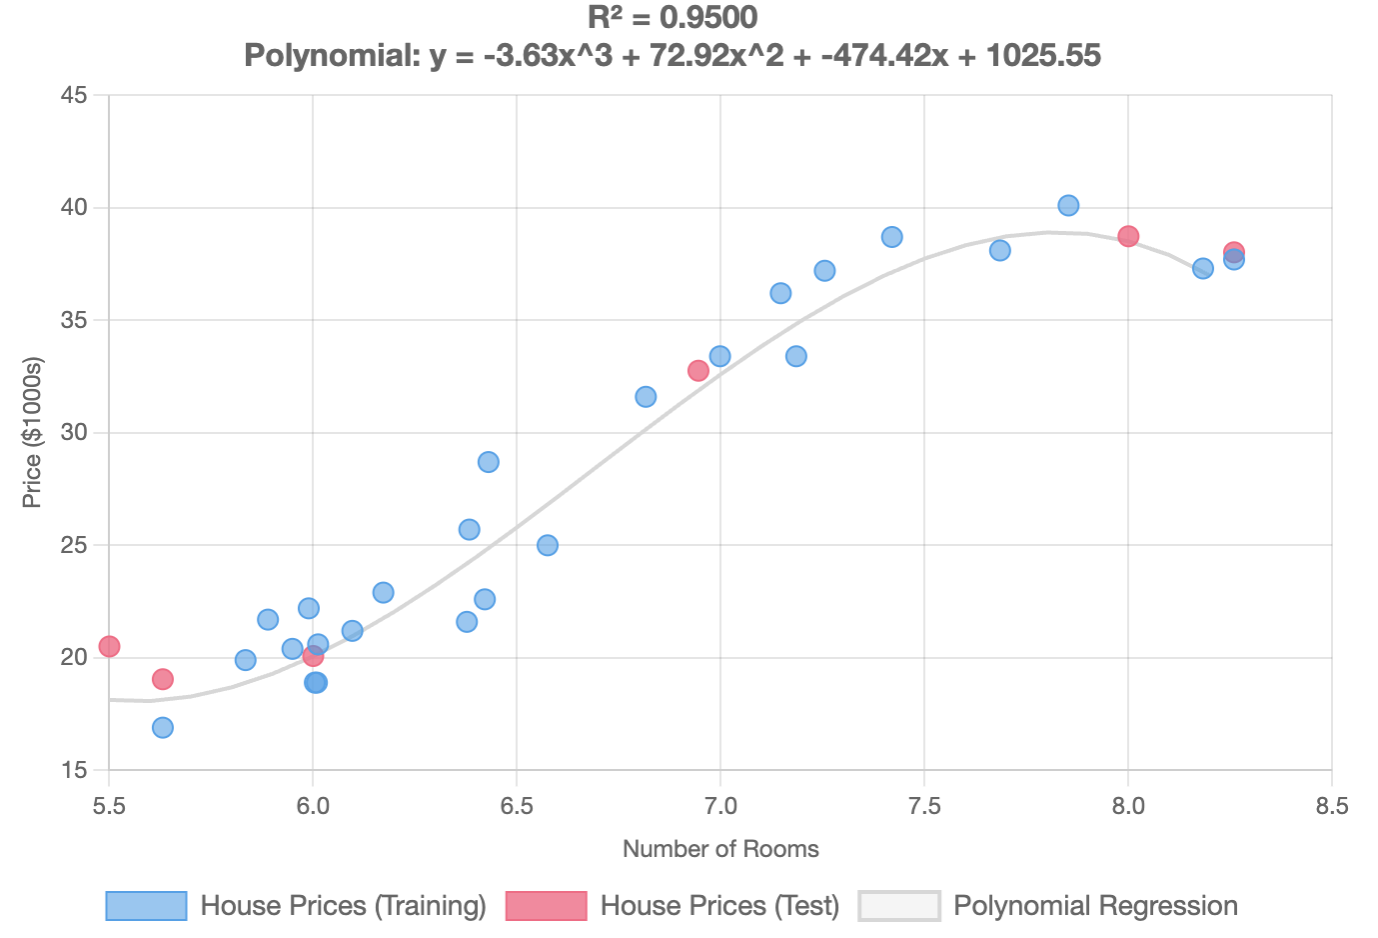 R² = 0.9500
Polynomial: y = -3.63x^3 + 72.92x^2 + -474.42x + 1025.55
45
40
35
30
25
20
15
Price ($1000s)
5.5 6.0 6.5 7.0 7.5 8.0 8.5
Number of Rooms
House Prices (Training) House Prices (Test) Polynomial Regression